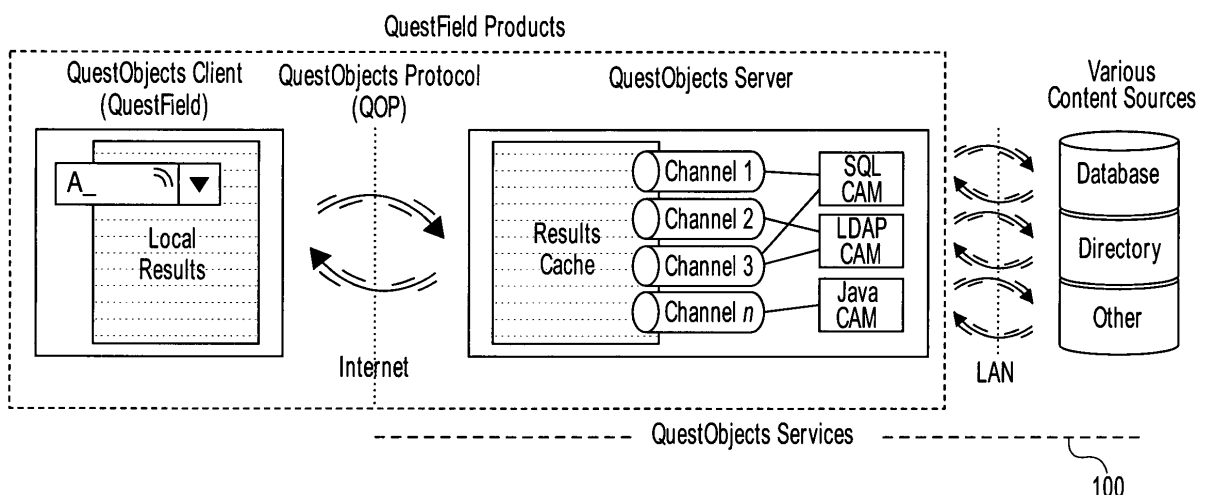 QuestField Products
QuestObjects Client
(QuestField)
QuestObjects Protocol
(QOP)
QuestObjects Server
Various
Content Sources
A_
Local
Results
Results
Cache
Channel 1
Channel 2
Channel 3
Channel n
SQL
CAM
LDAP
CAM
Java
CAM
Database
Directory
Other
Internet
LAN
QuestObjects Services
100